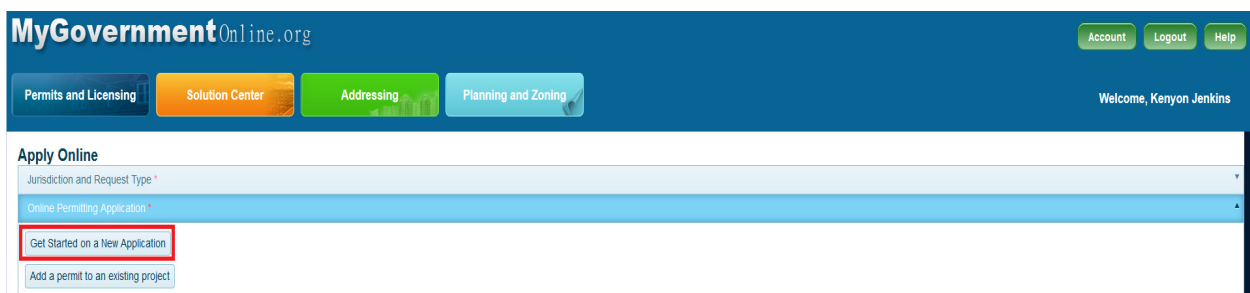 MyGovernmentOnline.org
Account Logout Help
Permits and Licensing Solution Center Addressing Planning and Zoning
Welcome, Kenyon Jenkins
Apply Online
Jurisdiction and Request Type *
Online Permitting Application *
Get Started on a New Application
Add a permit to an existing project